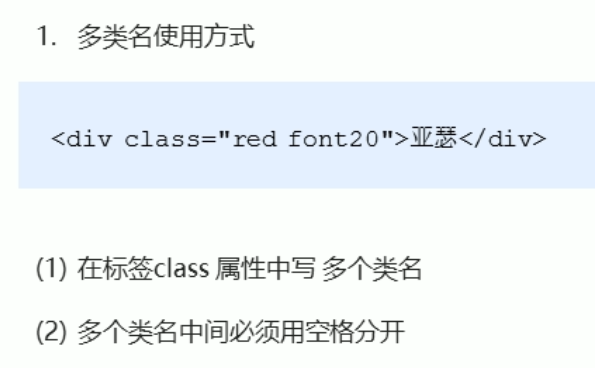 1. 多类名使用方式
<div class="red font20">亚瑟</div>
(1) 在标签class 属性中写 多个类名
(2) 多个类名中间必须用空格分开